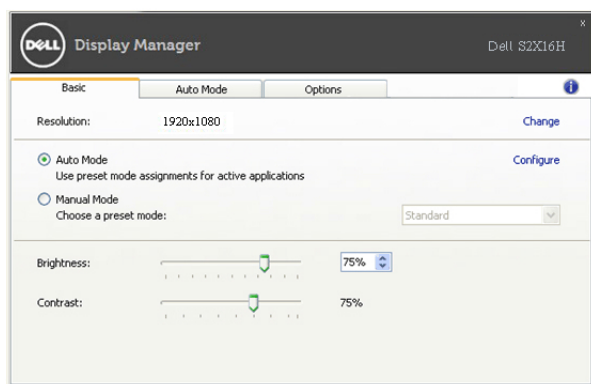 x
DELL Display Manager Dell S2X16H
Basic Auto Mode Options i
Resolution: 1920x1080 Change
Auto Mode Configure
Use preset mode assignments for active applications
Manual Mode
Choose a preset mode: Standard
Brightness: 75%
Contrast: 75%